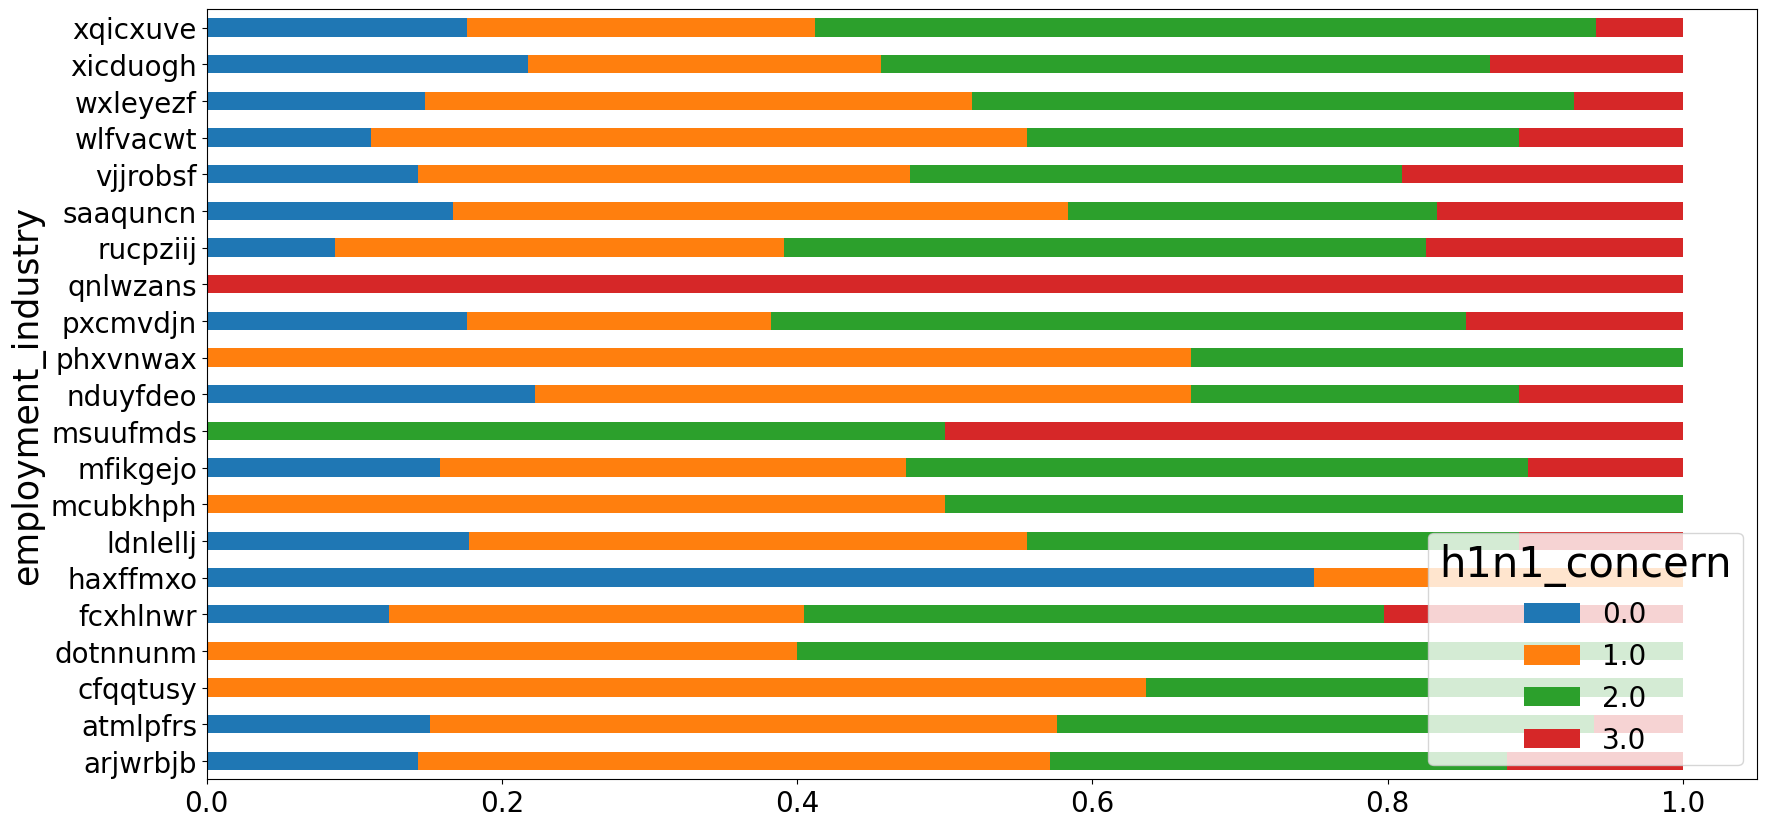 employment_industry
xqicxuve
xicduogh
wxleyezf
wlfvacwt
vjjrobsf
saaquncn
rucpziij
qnlwzans
pxcmvdjn
phxvnwax
nduyfdeo
msuufmds
mfikgejo
mcubkhph
ldnlellj
haxffmxo
fcxhlnwr
dotnnunm
cfqqtusy
atmlpfrs
arjwrbjb
h1n1_concern
0.0
1.0
2.0
3.0
0.0 0.2 0.4 0.6 0.8 1.0